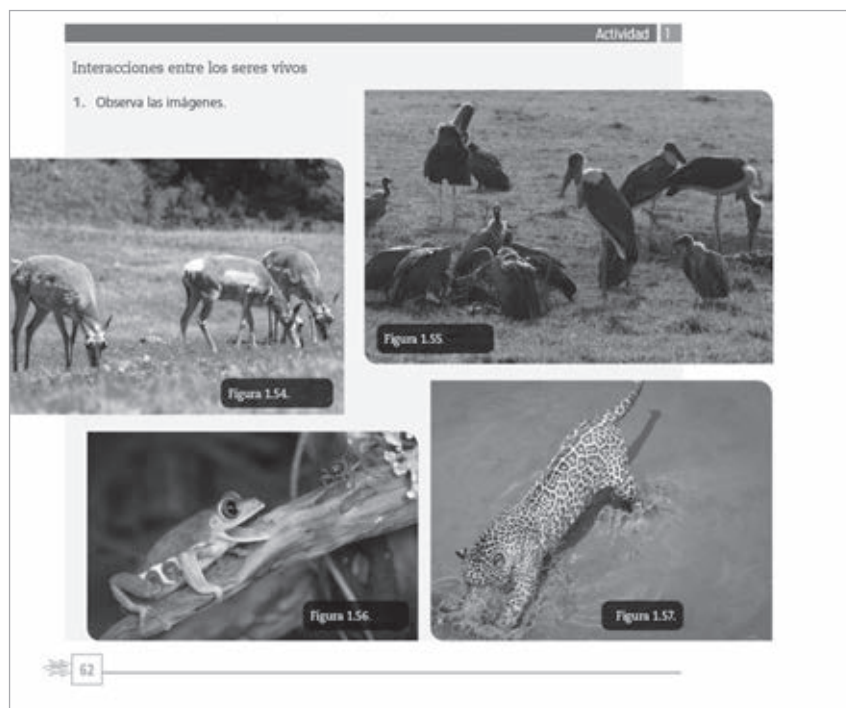 Actividad 1
Interacciones entre los seres vivos
1. Observa las imágenes.
Figura 1.55
Figura 1.54.
Figura 1.56.
Figura 1.57.
62